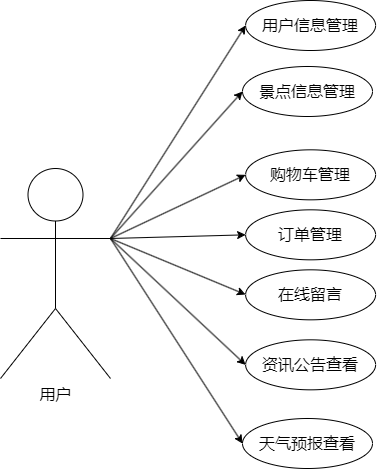 用户信息管理
景点信息管理
购物车管理
订单管理
在线留言
资讯公告查看
天气预报查看
用户